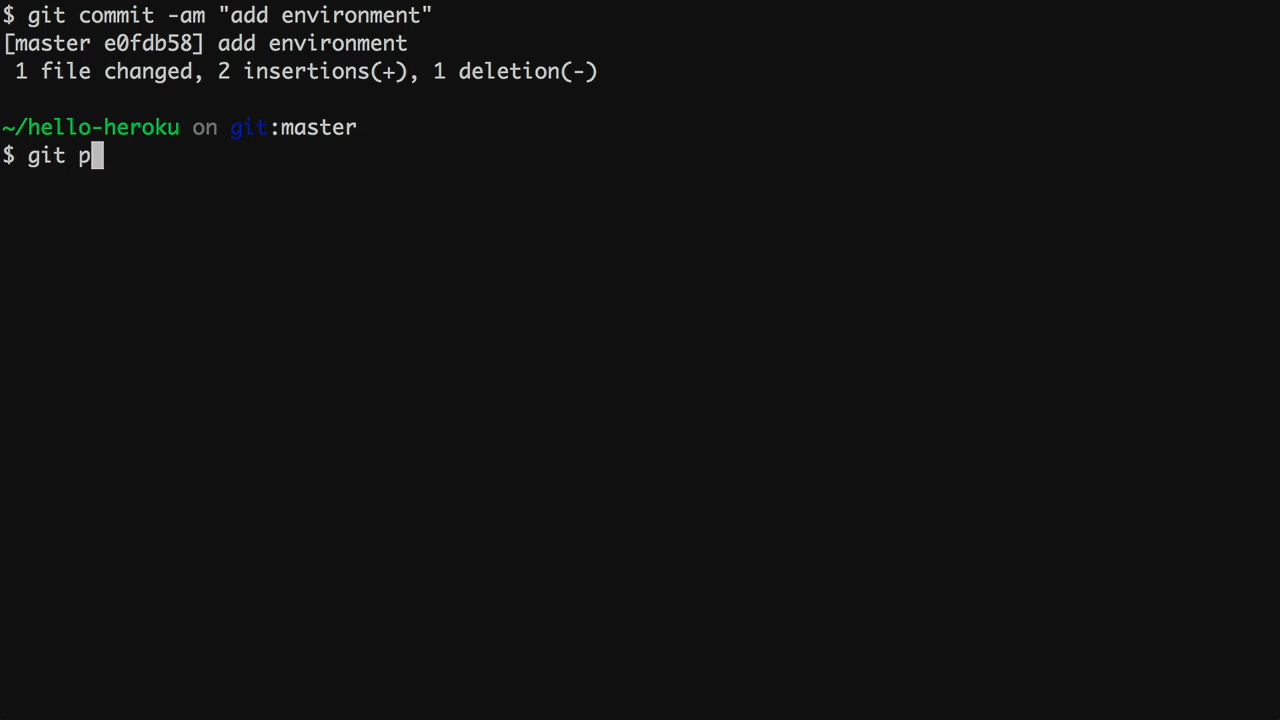 $ git commit -am "add environment"
[master e0fdb58] add environment
 1 file changed, 2 insertions(+), 1 deletion(-)
~/hello-heroku on git:master
$ git p